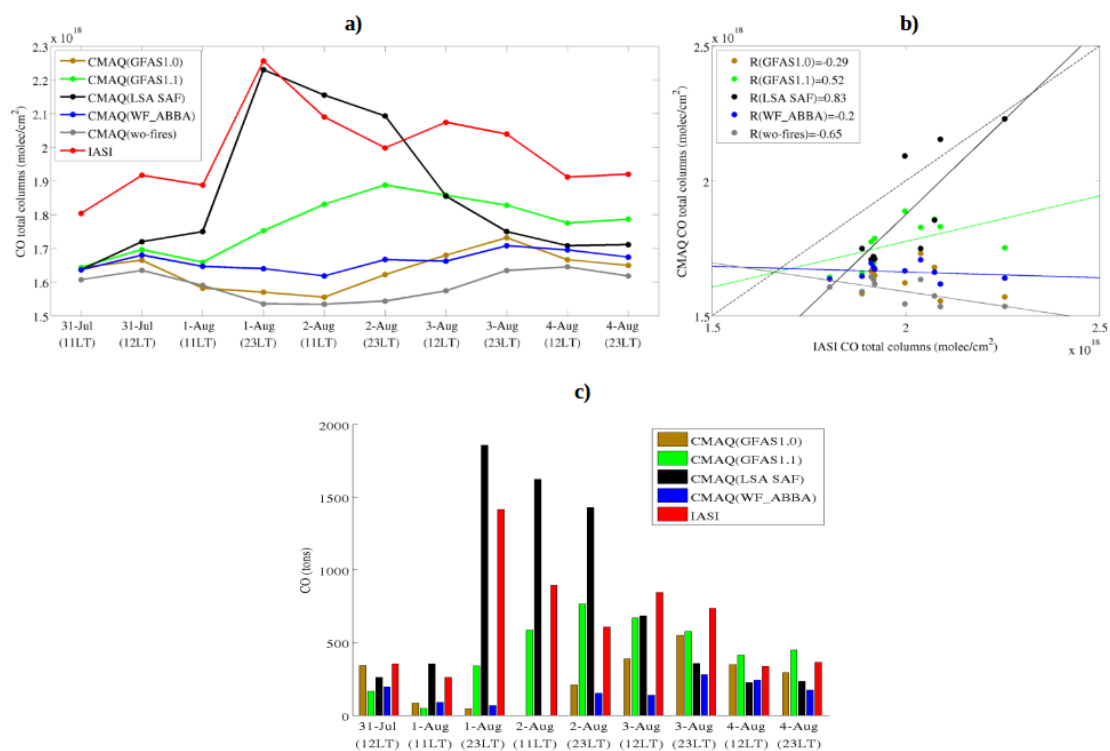 a)
x 10^18
2.3
2.2
2.1
2
1.9
1.8
1.7
1.6
1.5
CO total columns (molec/cm²)
CMAQ(GFAS1.0)
CMAQ(GFAS1.1)
CMAQ(LSA SAF)
CMAQ(WF_ABBA)
CMAQ(wo-fires)
IASI
31-Jul 31-Jul 1-Aug 1-Aug 2-Aug 2-Aug 3-Aug 3-Aug 4-Aug 4-Aug
(11LT) (12LT) (11LT) (23LT) (11LT) (23LT) (12LT) (23LT) (12LT) (23LT)
b)
x 10^18
2.5
2
1.5
CMAQ CO total columns (molec/cm²)
R(GFAS1.0)=-0.29
R(GFAS1.1)=0.52
R(LSA SAF)=0.83
R(WF_ABBA)=-0.2
R(wo-fires)=-0.65
1.5 2 2.5
IASI CO total columns (molec/cm²)
x 10^18
c)
2000
1500
1000
500
0
CO (tons)
CMAQ(GFAS1.0)
CMAQ(GFAS1.1)
CMAQ(LSA SAF)
CMAQ(WF_ABBA)
IASI
31-Jul 1-Aug 1-Aug 2-Aug 2-Aug 3-Aug 3-Aug 4-Aug 4-Aug
(12LT) (11LT) (23LT) (11LT) (23LT) (12LT) (23LT) (12LT) (23LT)